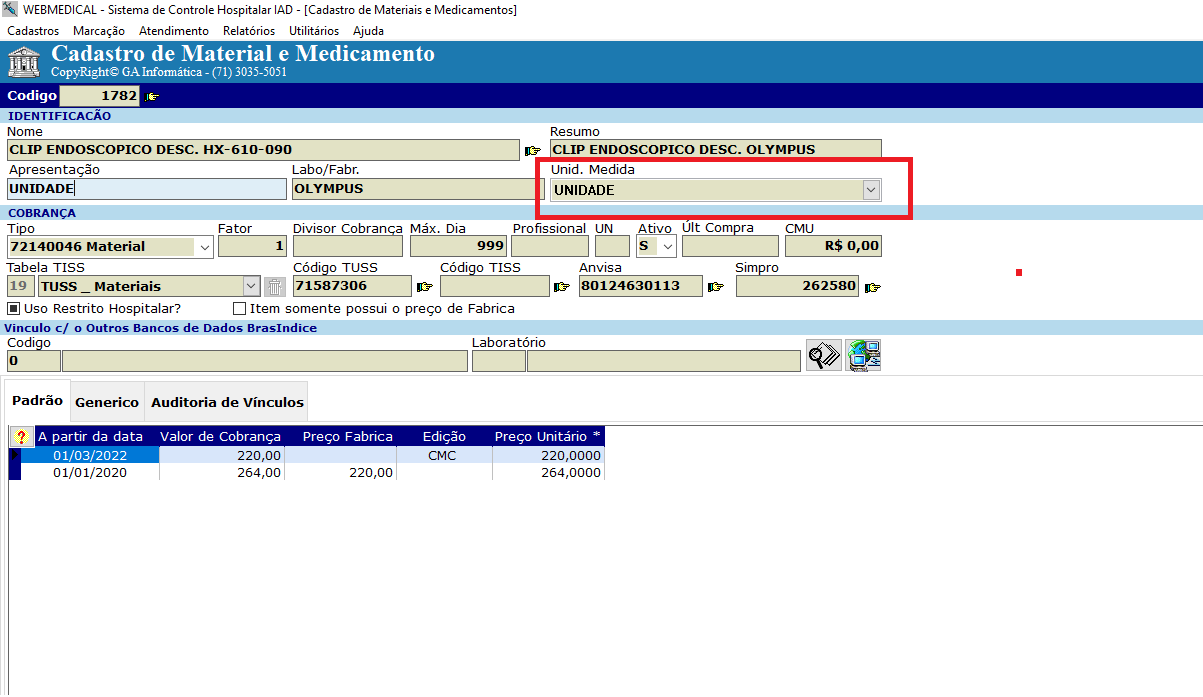 WEBMEDICAL - Sistema de Controle Hospitalar IAD - [Cadastro de Materiais e Medicamentos]
Cadastros Marcação Atendimento Relatórios Utilitários Ajuda
Cadastro de Material e Medicamento
CopyRight© GA Informática - (71) 3035-5051
Codigo 1782
IDENTIFICACÃO
Nome Resumo
CLIP ENDOSCOPICO DESC. HX-610-090 CLIP ENDOSCOPICO DESC. OLYMPUS
Apresentação Labo/Fabr. Unid. Medida
UNIDADE OLYMPUS UNIDADE
COBRANÇA
Tipo Fator Divisor Cobrança Máx. Dia Profissional UN Ativo Últ Compra CMU
72140046 Material 1 999 S R$ 0,00
Tabela TISS Código TUSS Código TISS Anvisa Simpro
19 TUSS _ Materiais 71587306 80124630113 262580
Uso Restrito Hospitalar? Item somente possui o preço de Fabrica
Vinculo c/ o Outros Bancos de Dados BrasIndice
Codigo Laboratório
0
Padrão Generico Auditoria de Vínculos
? A partir da data Valor de Cobrança Preço Fabrica Edição Preço Unitário *
01/03/2022 220,00 CMC 220,0000
01/01/2020 264,00 220,00 264,0000